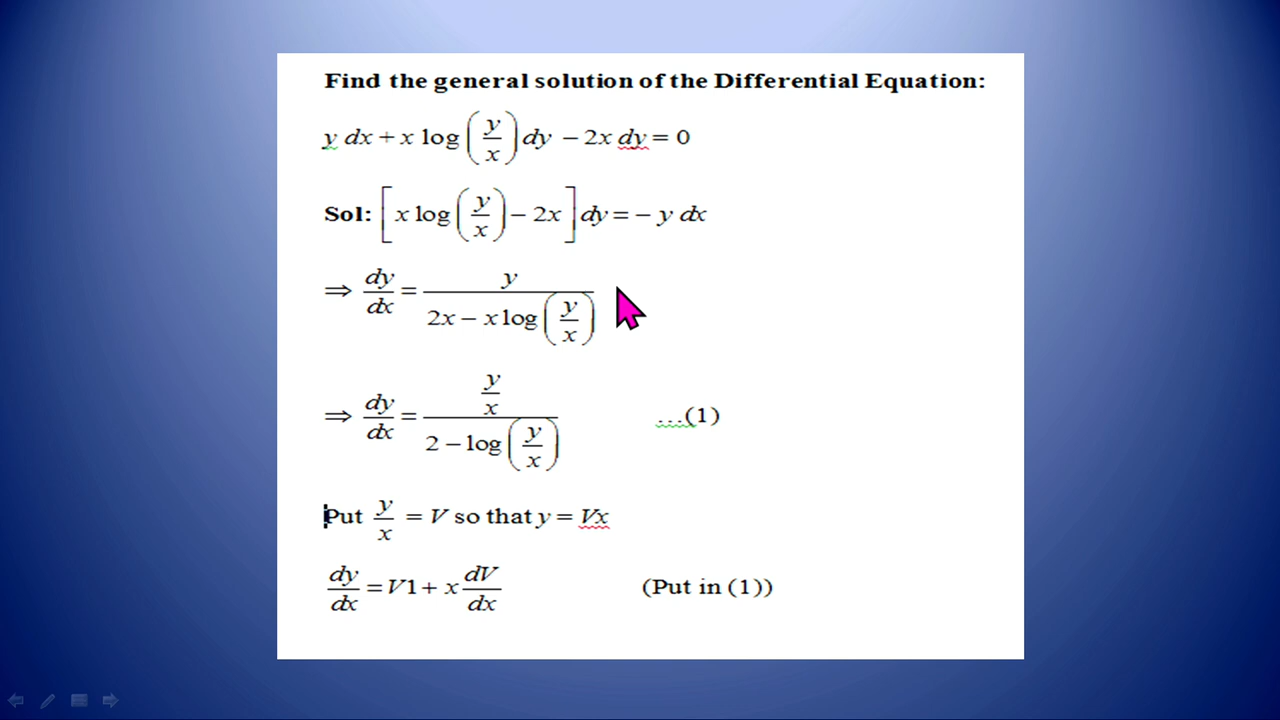 Find the general solution of the Differential Equation:
y dx + x log(y/x) dy − 2x dy = 0
Sol: [x log(y/x) − 2x] dy = − y dx
⇒ dy/dx = y/(2x − x log(y/x))
⇒ dy/dx = (y/x)/(2 − log(y/x)) ...(1)
Put y/x = V so that y = Vx
dy/dx = V1 + x dV/dx (Put in (1))